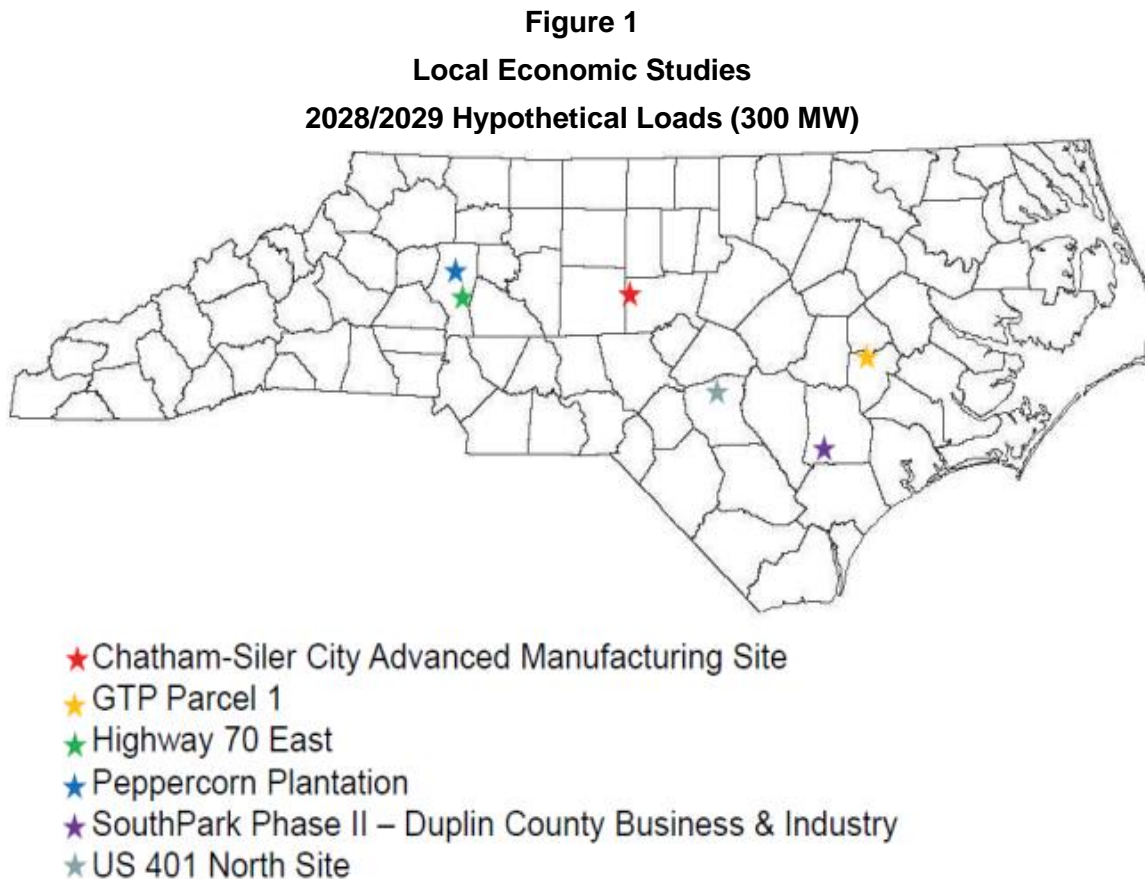 Figure 1
Local Economic Studies
2028/2029 Hypothetical Loads (300 MW)
Chatham-Siler City Advanced Manufacturing Site
GTP Parcel 1
Highway 70 East
Peppercorn Plantation
SouthPark Phase II – Duplin County Business & Industry
US 401 North Site